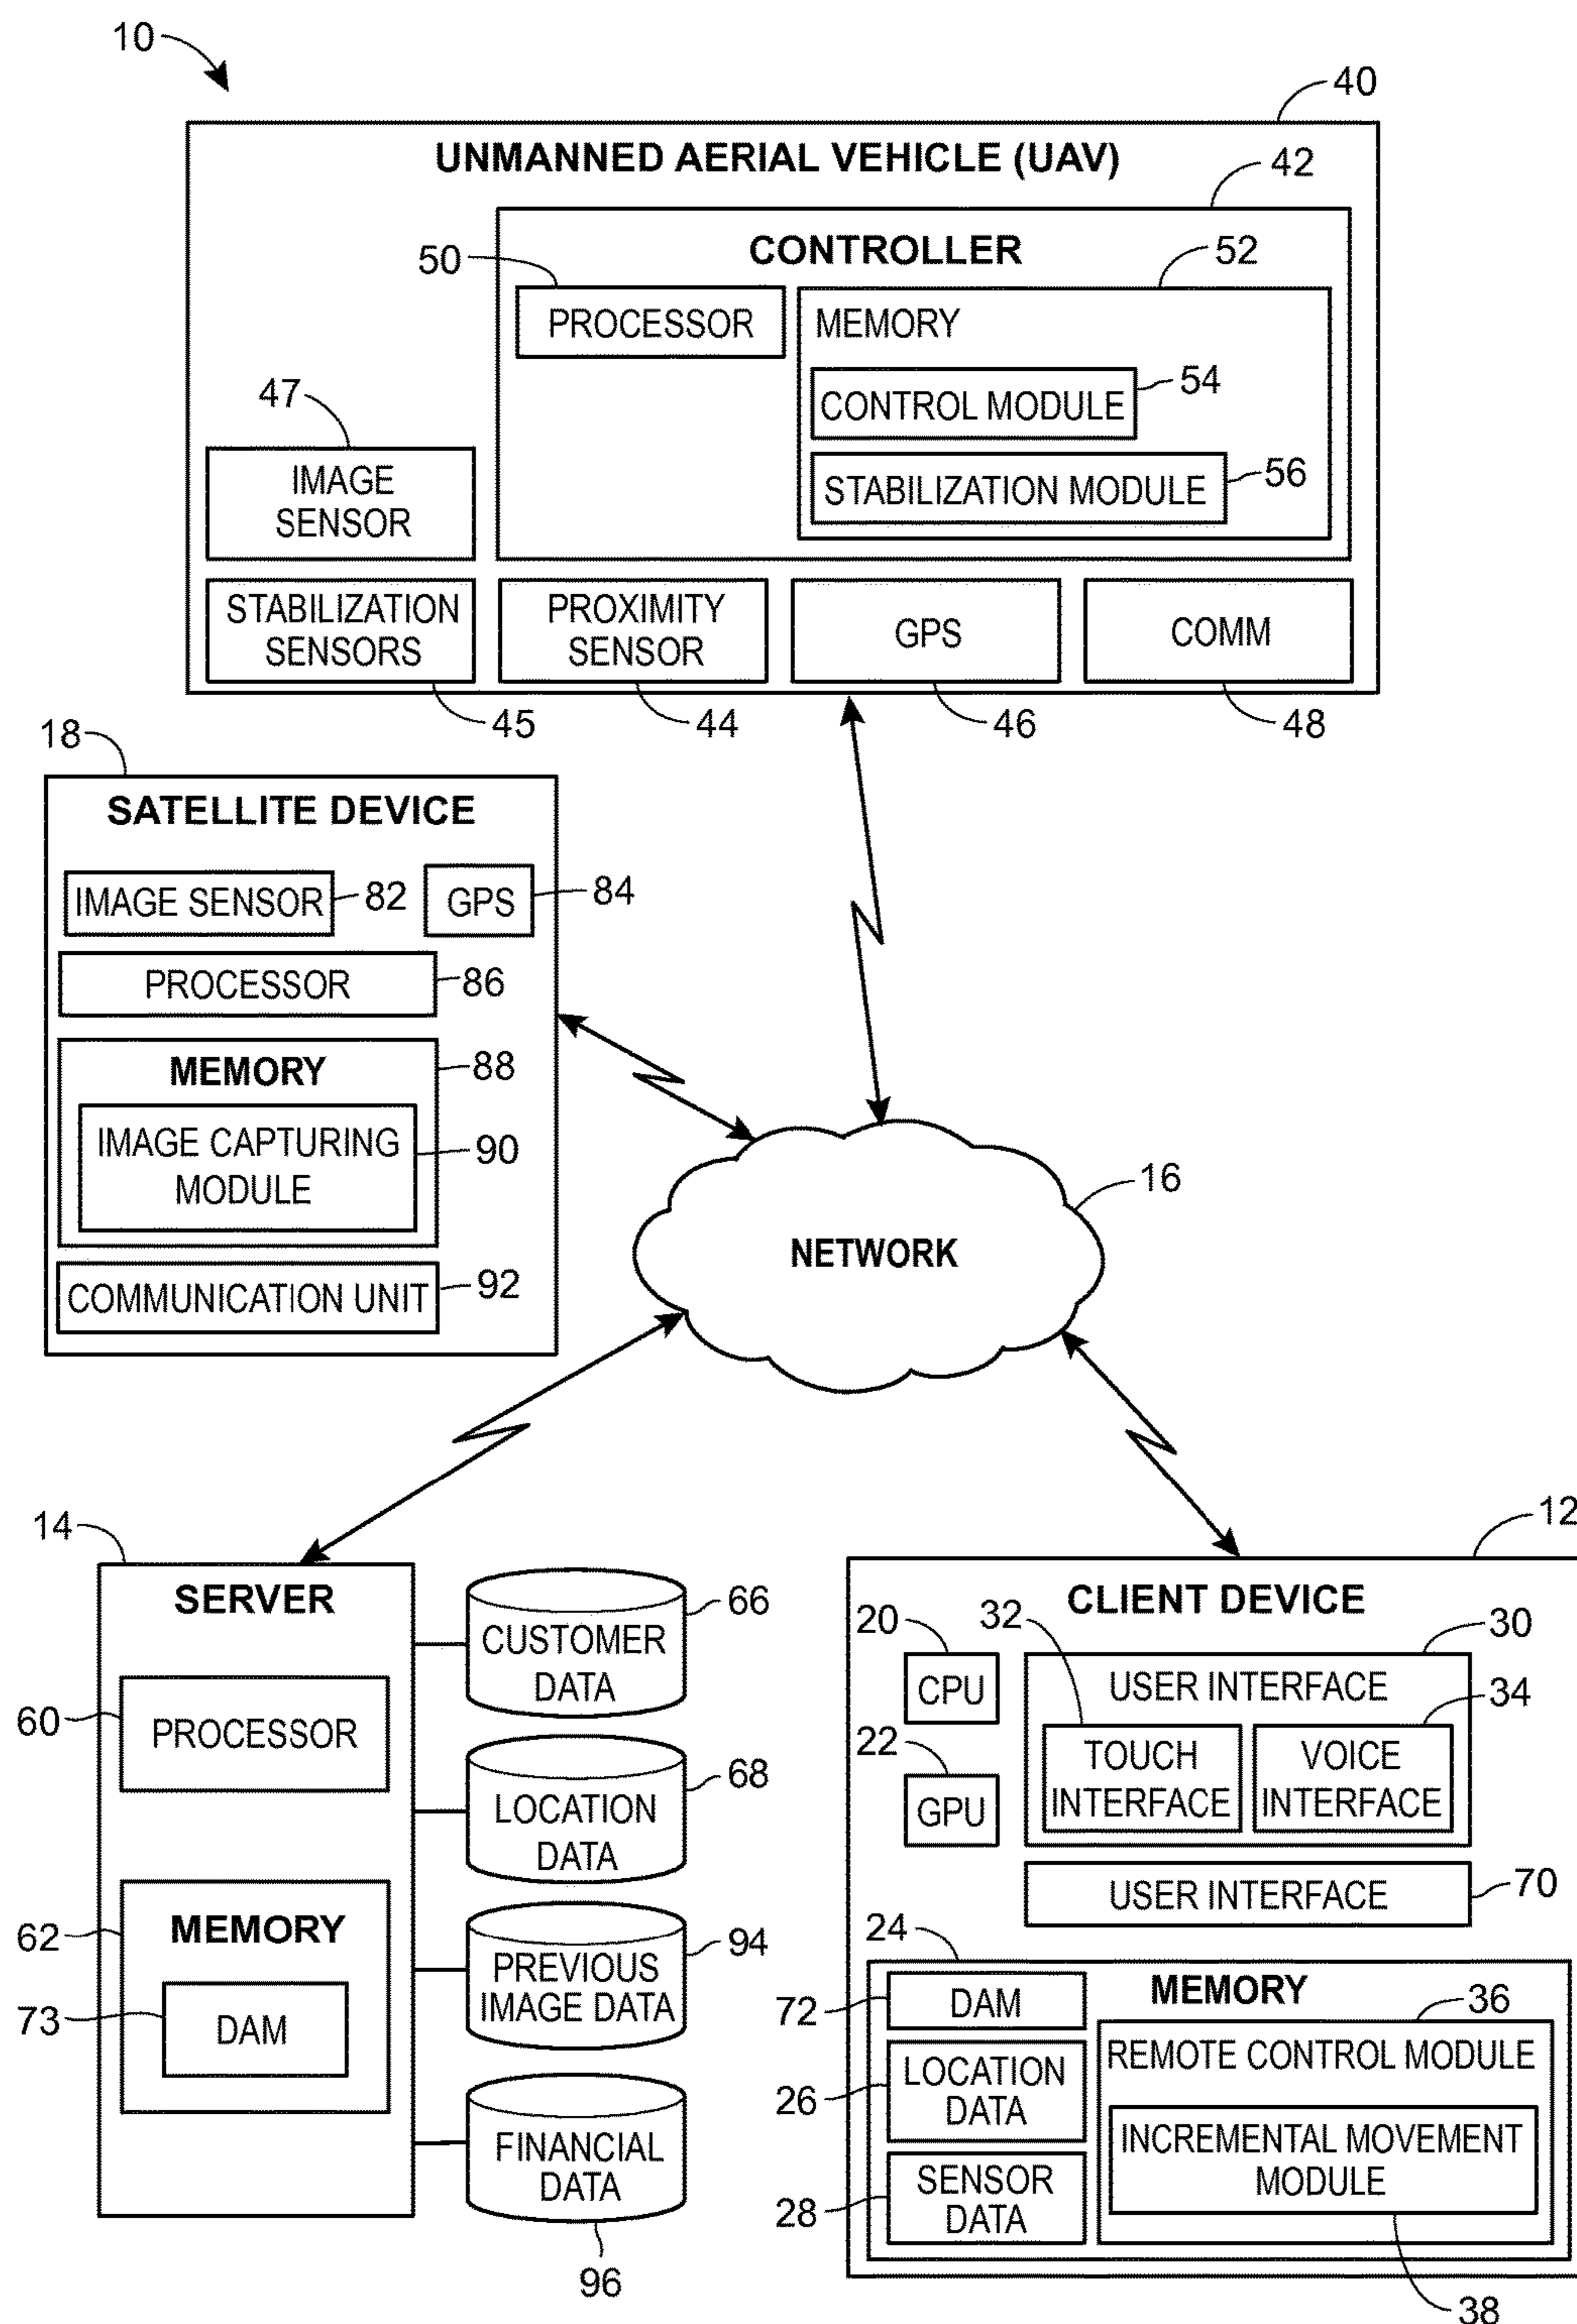 10
40
UNMANNED AERIAL VEHICLE (UAV)
42
CONTROLLER
50
52
PROCESSOR
MEMORY
CONTROL MODULE
54
STABILIZATION MODULE
56
47
IMAGE
SENSOR
STABILIZATION
SENSORS
PROXIMITY
SENSOR
GPS
COMM
45
44
46
48
18
SATELLITE DEVICE
IMAGE SENSOR
82
GPS
84
PROCESSOR
86
MEMORY
88
IMAGE CAPTURING
MODULE
90
COMMUNICATION UNIT
92
16
NETWORK
14
SERVER
60
PROCESSOR
62
MEMORY
73
DAM
66
CUSTOMER
DATA
68
LOCATION
DATA
94
PREVIOUS
IMAGE DATA
FINANCIAL
DATA
96
12
CLIENT DEVICE
20
CPU
22
GPU
32
30
USER INTERFACE
34
TOUCH
INTERFACE
VOICE
INTERFACE
USER INTERFACE
70
24
MEMORY
72
DAM
36
26
LOCATION
DATA
28
SENSOR
DATA
REMOTE CONTROL MODULE
INCREMENTAL MOVEMENT
MODULE
38